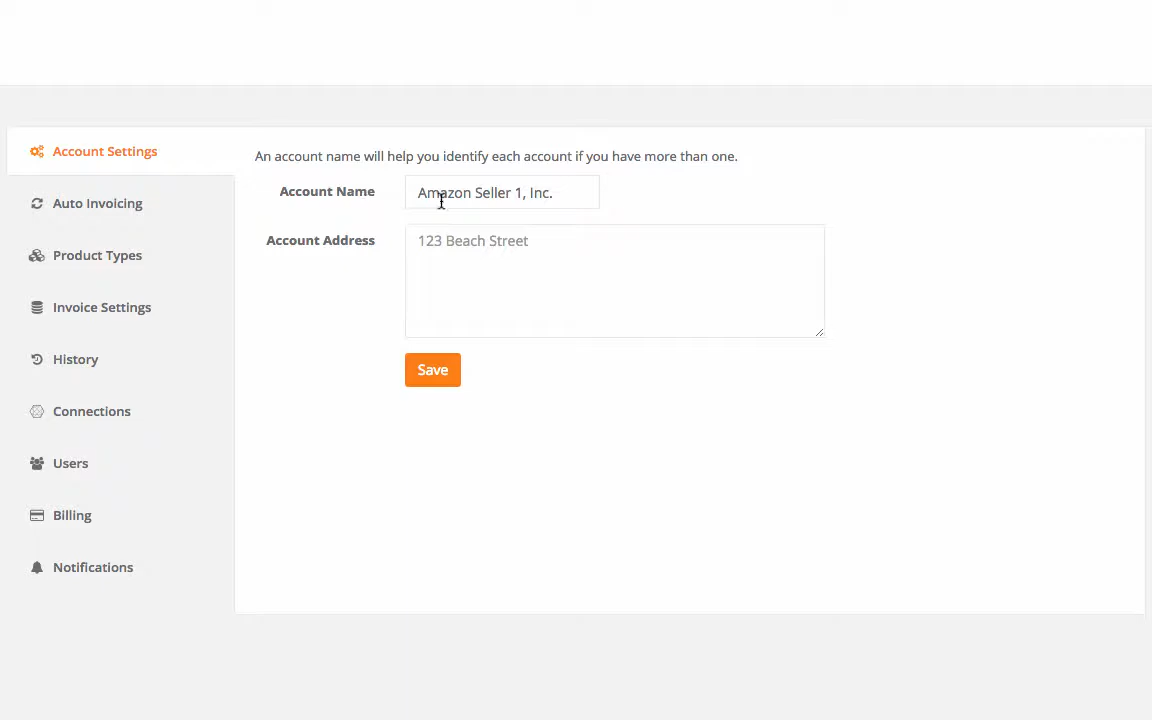 Account Settings
Auto Invoicing
Product Types
Invoice Settings
History
Connections
Users
Billing
Notifications
An account name will help you identify each account if you have more than one.
Account Name
Amazon Seller 1, Inc.
Account Address
123 Beach Street
Save